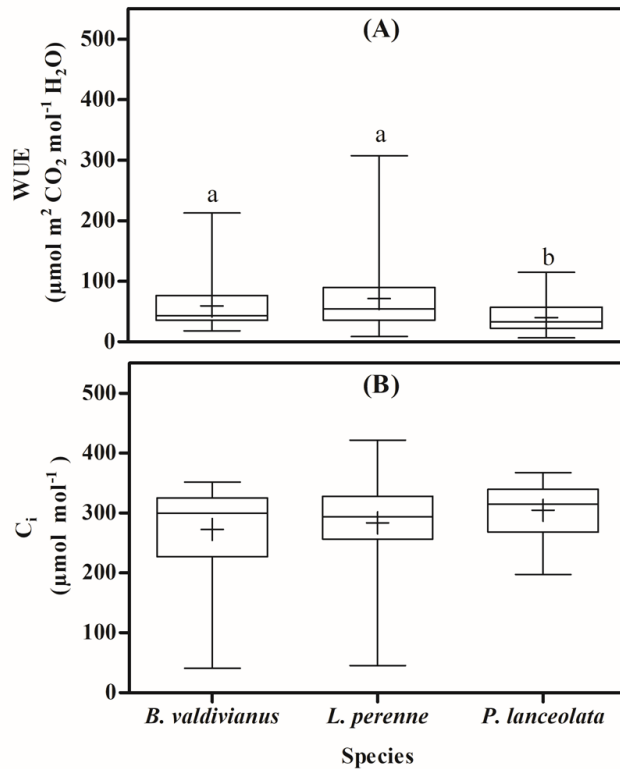 (A)
500
400
300
200
100
0
WUE
(µmol m² CO₂ mol⁻¹ H₂O)
a
a
b
(B)
500
400
300
200
100
0
Cᵢ
(µmol mol⁻¹ )
B. valdivianus L. perenne P. lanceolata
Species